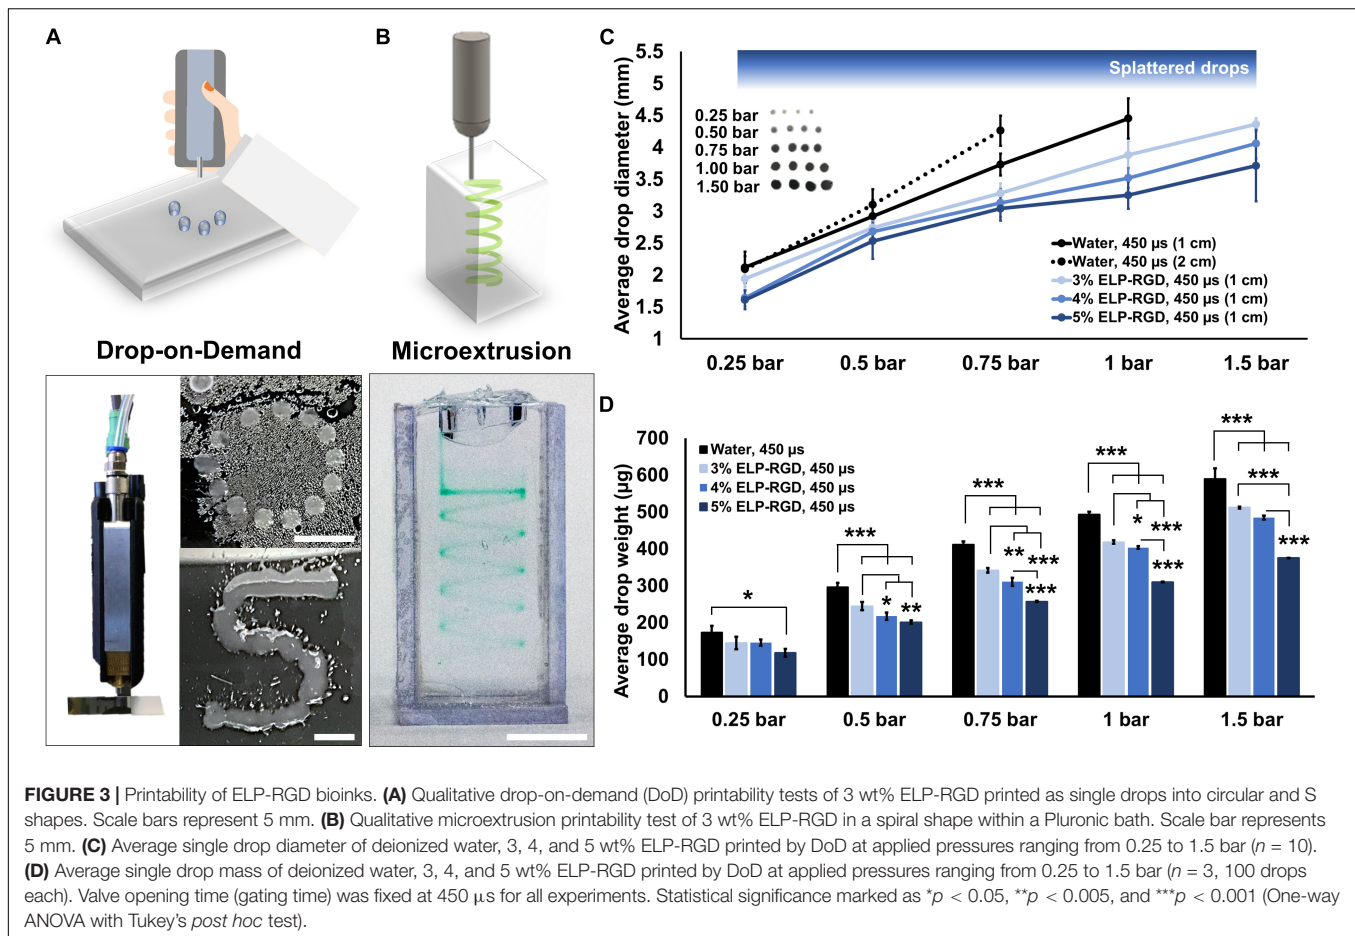 A
B
Drop-on-Demand
Microextrusion
C
Average drop diameter (mm)
5.5
5
4.5
4
3.5
3
2.5
2
1.5
1
Splattered drops
0.25 bar
0.50 bar
0.75 bar
1.00 bar
1.50 bar
Water, 450 µs (1 cm)
Water, 450 µs (2 cm)
3% ELP-RGD, 450 µs (1 cm)
4% ELP-RGD, 450 µs (1 cm)
5% ELP-RGD, 450 µs (1 cm)
0.25 bar 0.5 bar 0.75 bar 1 bar 1.5 bar
D
Average drop weight (µg)
700
600
500
400
300
200
100
0
Water, 450 µs
3% ELP-RGD, 450 µs
4% ELP-RGD, 450 µs
5% ELP-RGD, 450 µs
*
***
*
**
***
**
***
***
***
*
***
***
***
***
***
0.25 bar 0.5 bar 0.75 bar 1 bar 1.5 bar
FIGURE 3 | Printability of ELP-RGD bioinks. (A) Qualitative drop-on-demand (DoD) printability tests of 3 wt% ELP-RGD printed as single drops into circular and S
shapes. Scale bars represent 5 mm. (B) Qualitative microextrusion printability test of 3 wt% ELP-RGD in a spiral shape within a Pluronic bath. Scale bar represents
5 mm. (C) Average single drop diameter of deionized water, 3, 4, and 5 wt% ELP-RGD printed by DoD at applied pressures ranging from 0.25 to 1.5 bar (n = 10).
(D) Average single drop mass of deionized water, 3, 4, and 5 wt% ELP-RGD printed by DoD at applied pressures ranging from 0.25 to 1.5 bar (n = 3, 100 drops
each). Valve opening time (gating time) was fixed at 450 µs for all experiments. Statistical significance marked as *p < 0.05, **p < 0.005, and ***p < 0.001 (One-way
ANOVA with Tukey's post hoc test).